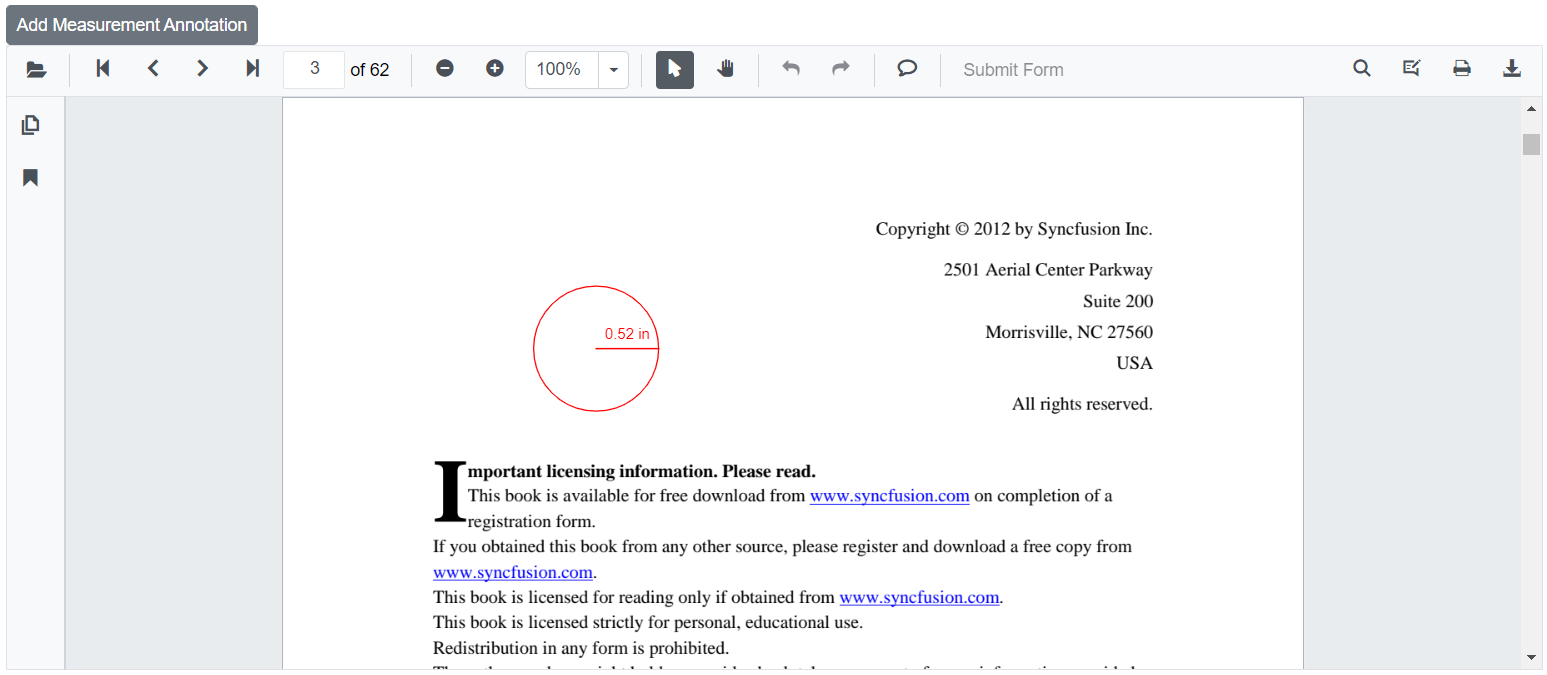 Add Measurement Annotation
3 of 62 100% Submit Form
Copyright © 2012 by Syncfusion Inc.
2501 Aerial Center Parkway
Suite 200
Morrisville, NC 27560
USA
All rights reserved.
0.52 in
Important licensing information. Please read.
This book is available for free download from www.syncfusion.com on completion of a
registration form.
If you obtained this book from any other source, please register and download a free copy from
www.syncfusion.com.
This book is licensed for reading only if obtained from www.syncfusion.com.
This book is licensed strictly for personal, educational use.
Redistribution in any form is prohibited.